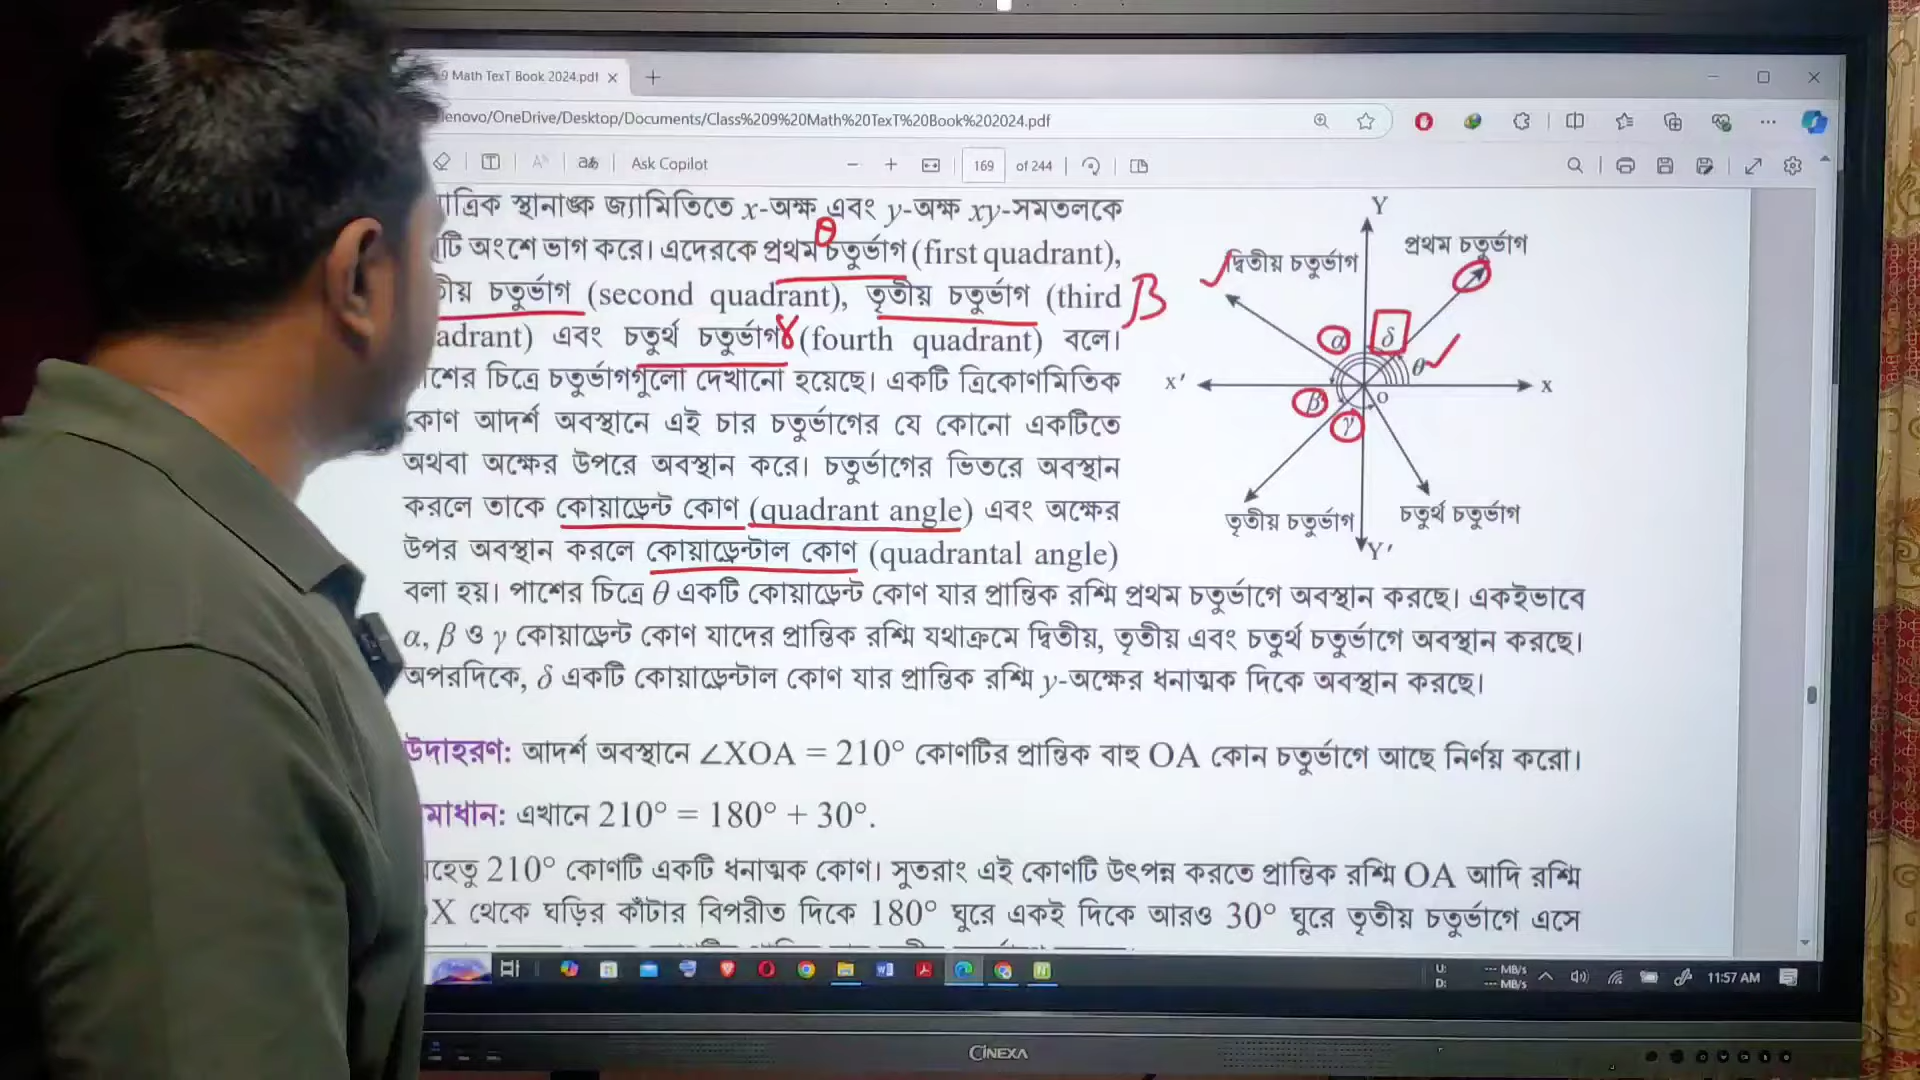 9 Math TexT Book 2024.pdf
enovo/OneDrive/Desktop/Documents/Class%209%20Math%20TexT%20Book%202024.pdf
Ask Copilot
169 of 244
াত্রিক স্থানাঙ্ক জ্যামিতিতে x-অক্ষ এবং y-অক্ষ xy-সমতলকে
টি অংশে ভাগ করে। এদেরকে প্রথম চতুর্ভাগ (first quadrant),
θ
ীয় চতুর্ভাগ (second quadrant), তৃতীয় চতুর্ভাগ (third
β
adrant) এবং চতুর্থ চতুর্ভাগ (fourth quadrant) বলে।
γ
াশের চিত্রে চতুর্ভাগগুলো দেখানো হয়েছে। একটি ত্রিকোণমিতিক
কোণ আদর্শ অবস্থানে এই চার চতুর্ভাগের যে কোনো একটিতে
অথবা অক্ষের উপরে অবস্থান করে। চতুর্ভাগের ভিতরে অবস্থান
করলে তাকে কোয়াড্রেন্ট কোণ (quadrant angle) এবং অক্ষের
উপর অবস্থান করলে কোয়াড্রেন্টাল কোণ (quadrantal angle)
বলা হয়। পাশের চিত্রে θ একটি কোয়াড্রেন্ট কোণ যার প্রান্তিক রশ্মি প্রথম চতুর্ভাগে অবস্থান করছে। একইভাবে
α, β ও γ কোয়াড্রেন্ট কোণ যাদের প্রান্তিক রশ্মি যথাক্রমে দ্বিতীয়, তৃতীয় এবং চতুর্থ চতুর্ভাগে অবস্থান করছে।
অপরদিকে, δ একটি কোয়াড্রেন্টাল কোণ যার প্রান্তিক রশ্মি y-অক্ষের ধনাত্মক দিকে অবস্থান করছে।
Y
দ্বিতীয় চতুর্ভাগ
প্রথম চতুর্ভাগ
α δ θ
X′ X
β O
γ
তৃতীয় চতুর্ভাগ
চতুর্থ চতুর্ভাগ
Y′
উদাহরণ: আদর্শ অবস্থানে ∠XOA = 210° কোণটির প্রান্তিক বাহু OA কোন চতুর্ভাগে আছে নির্ণয় করো।
মাধান: এখানে 210° = 180° + 30°.
হেতু 210° কোণটি একটি ধনাত্মক কোণ। সুতরাং এই কোণটি উৎপন্ন করতে প্রান্তিক রশ্মি OA আদি রশ্মি
X থেকে ঘড়ির কাঁটার বিপরীত দিকে 180° ঘুরে একই দিকে আরও 30° ঘুরে তৃতীয় চতুর্ভাগে এসে
U: --- MB/s
D: --- MB/s
11:57 AM
CINEXA